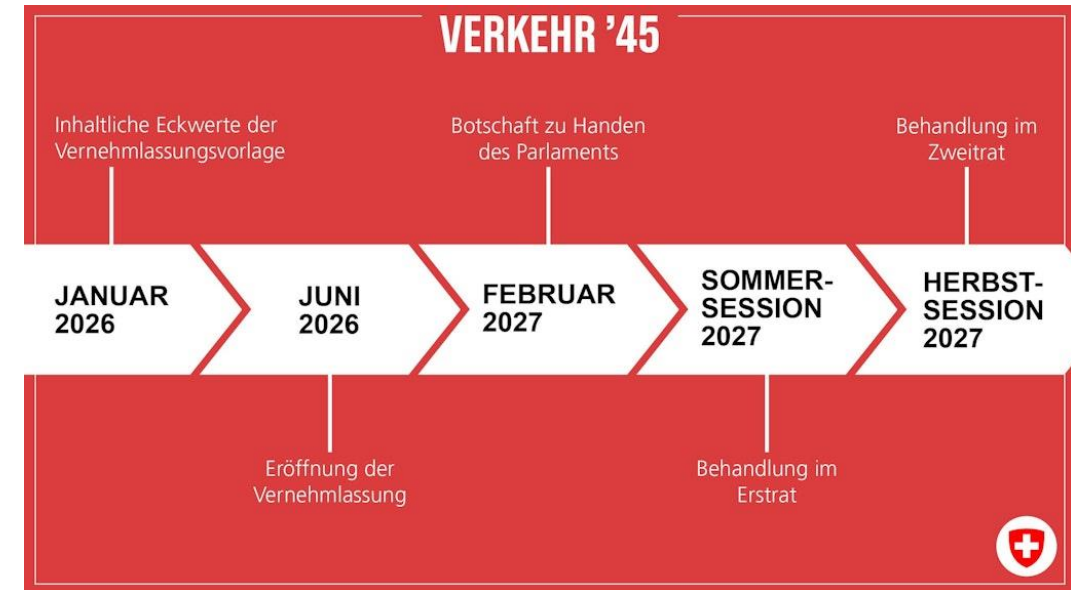 VERKEHR ’45
Inhaltliche Eckwerte der
Vernehmlassungsvorlage
Botschaft zu Handen
des Parlaments
Behandlung im
Zweitrat
JANUAR
2026
JUNI
2026
FEBRUAR
2027
SOMMER-
SESSION
2027
HERBST-
SESSION
2027
Eröffnung der
Vernehmlassung
Behandlung im
Erstrat